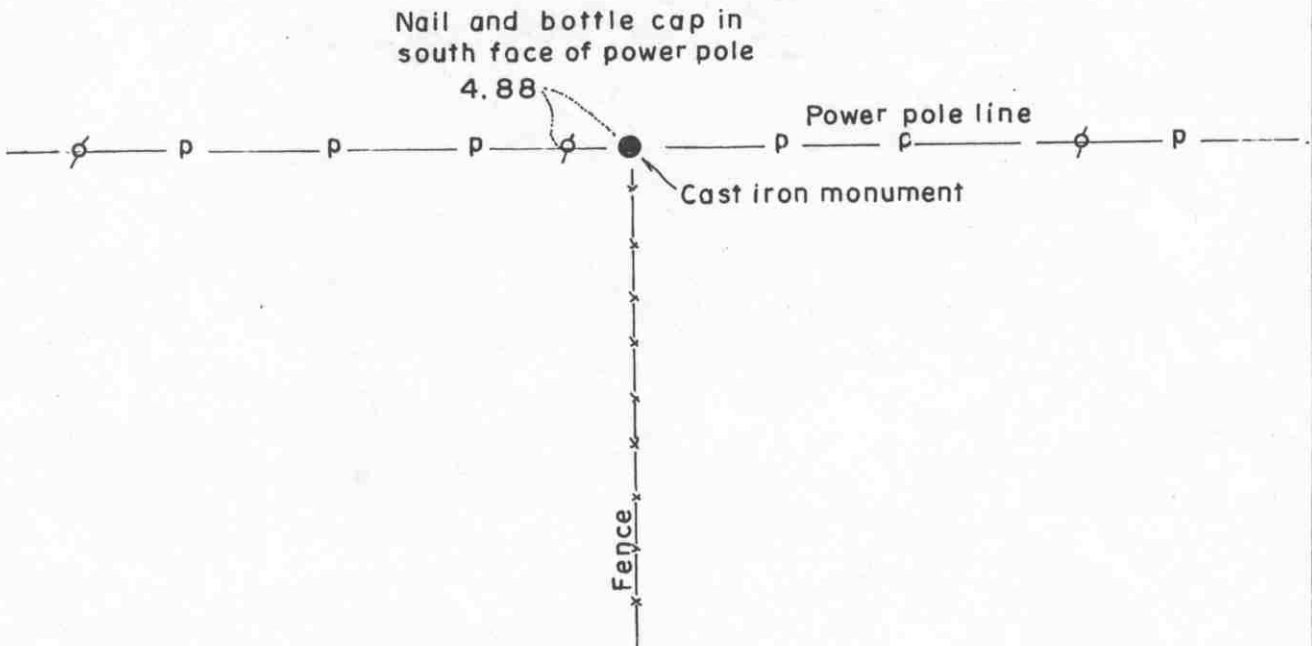 Nail and bottle cap in
south face of power pole
4.88
Power pole line
p p p p p p
Cast iron monument
Fence